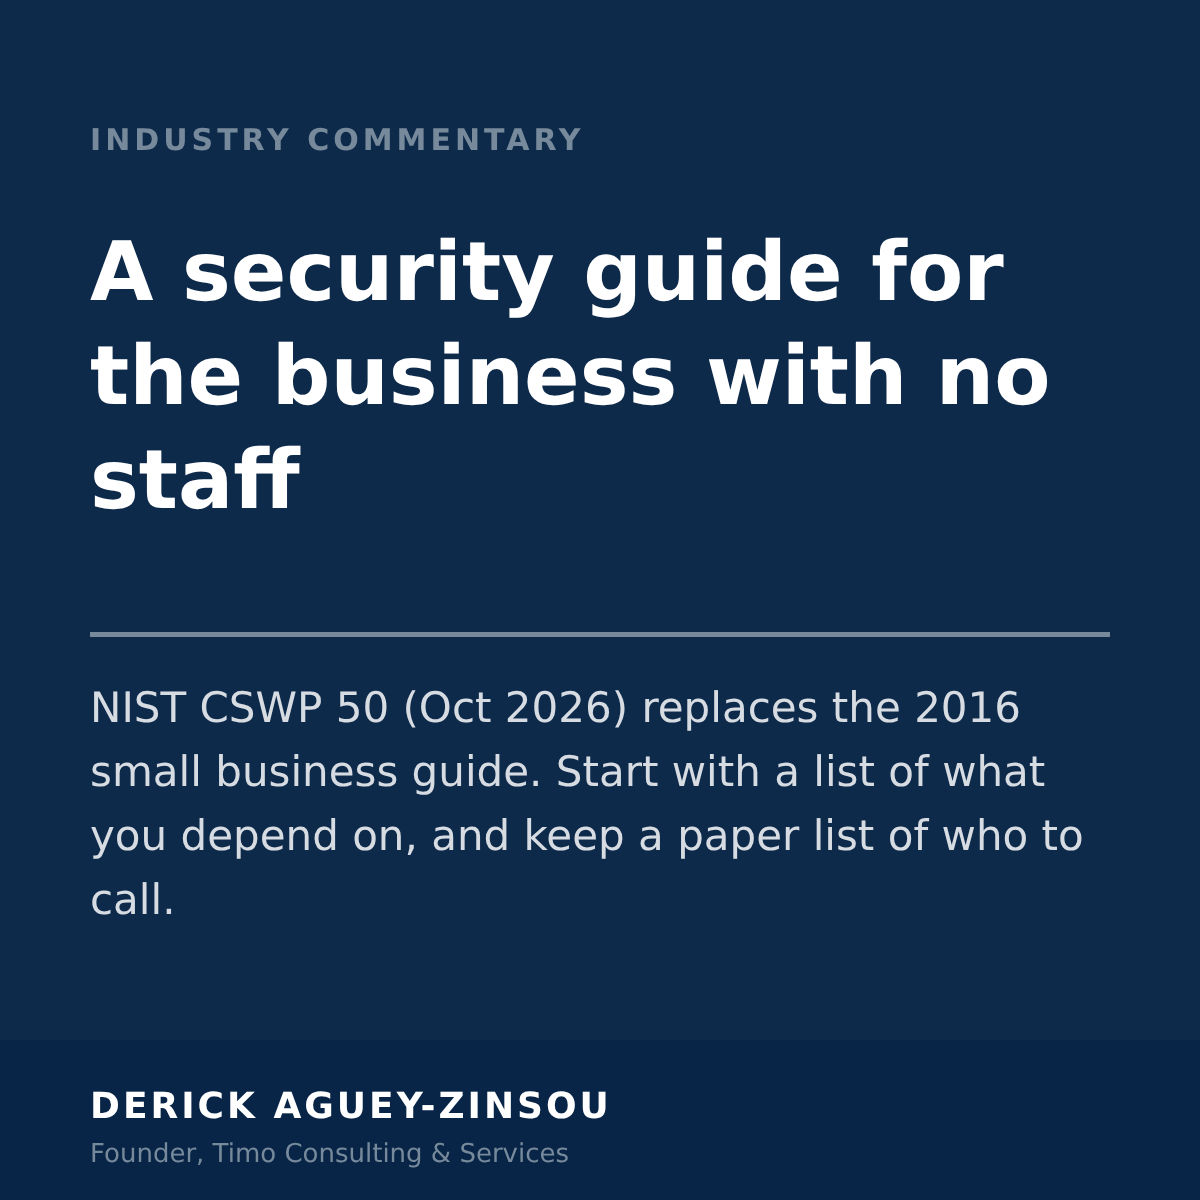 INDUSTRY COMMENTARY
A security guide for
the business with no
staff
NIST CSWP 50 (Oct 2026) replaces the 2016
small business guide. Start with a list of what
you depend on, and keep a paper list of who to
call.
DERICK AGUEY-ZINSOU
Founder, Timo Consulting & Services